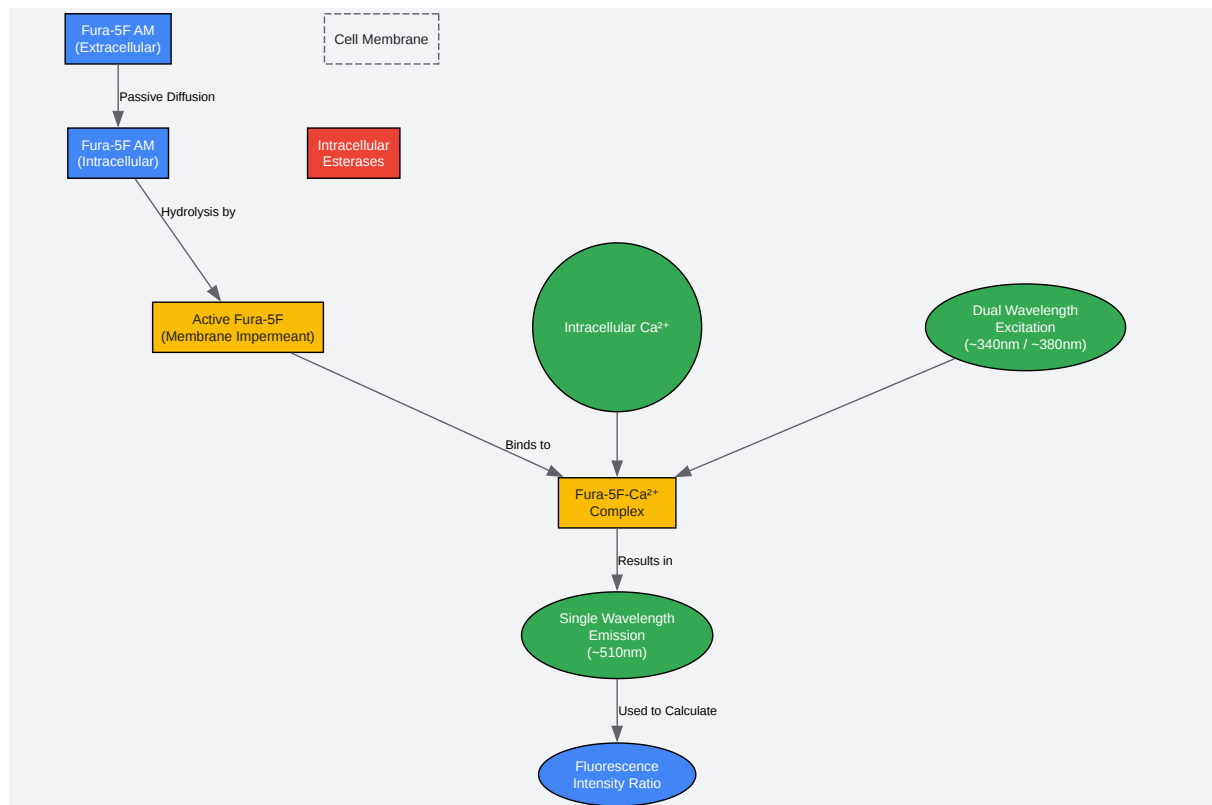 Fura-5F AM
(Extracellular)
Cell Membrane
Passive Diffusion
Fura-5F AM
(Intracellular)
Intracellular
Esterases
Hydrolysis by
Active Fura-5F
(Membrane Impermeant)
Intracellular Ca²⁺
Dual Wavelength
Excitation
(~340nm / ~380nm)
Binds to
Fura-5F-Ca²⁺
Complex
Results in
Single Wavelength
Emission
(~510nm)
Used to Calculate
Fluorescence
Intensity Ratio